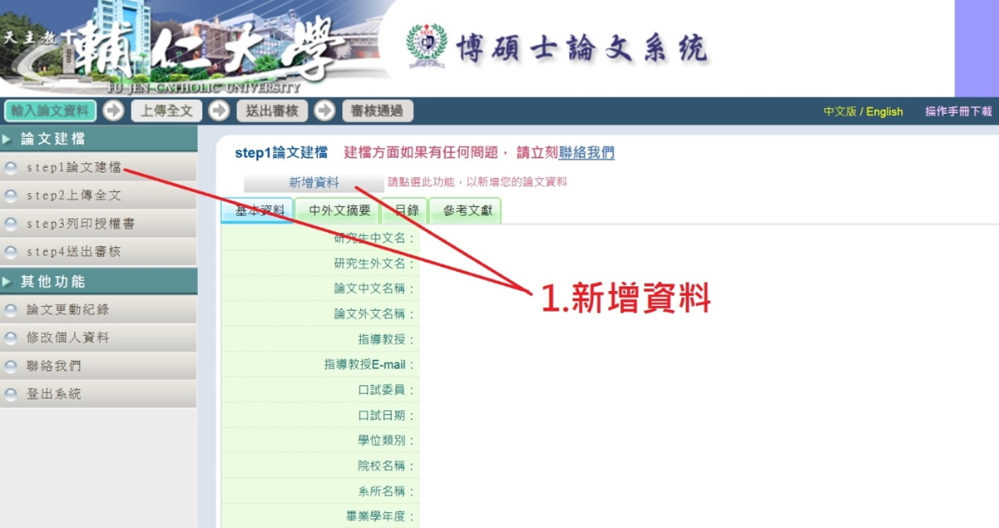 天主教 輔仁大學
FU JEN CATHOLIC UNIVERSITY
博碩士論文系統
輸入論文資料 上傳全文 送出審核 審核通過
中文版 / English 操作手冊下載
論文建檔
step1論文建檔
step2上傳全文
step3列印授權書
step4送出審核
其他功能
論文更動紀錄
修改個人資料
聯絡我們
登出系統
step1論文建檔 建檔方面如果有任何問題, 請立刻聯絡我們
新增資料 請點選此功能,以新增您的論文資料
基本資料 中外文摘要 目錄 參考文獻
研究生中文名:
研究生外文名:
論文中文名稱:
論文外文名稱:
指導教授:
指導教授E-mail:
口試委員:
口試日期:
學位類別:
院校名稱:
系所名稱:
畢業學年度:
1.新增資料